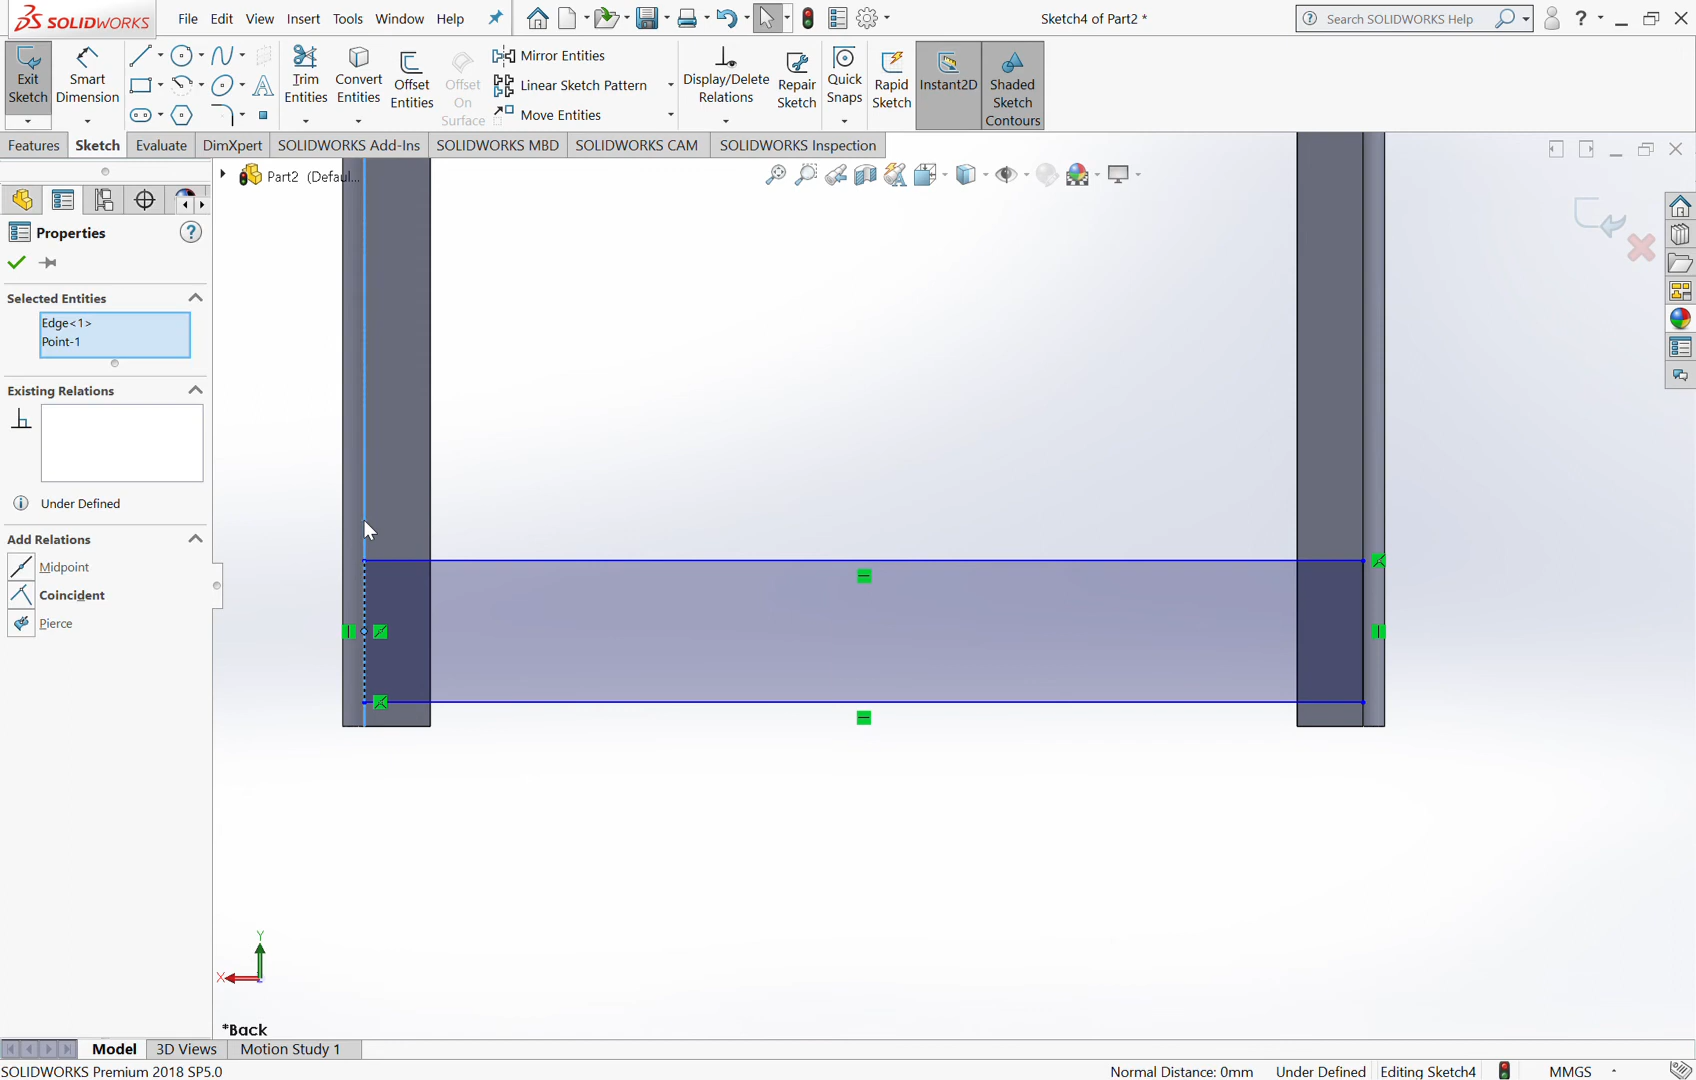 SOLIDWORKS
File Edit View Insert Tools Window Help
Sketch4 of Part2 *
Search SOLIDWORKS Help
Exit Sketch
Smart Dimension
Trim Entities
Convert Entities
Offset Entities
Offset On Surface
Mirror Entities
Linear Sketch Pattern
Move Entities
Display/Delete Relations
Repair Sketch
Quick Snaps
Rapid Sketch
Instant2D
Shaded Sketch Contours
Features Sketch Evaluate DimXpert SOLIDWORKS Add-Ins SOLIDWORKS MBD SOLIDWORKS CAM SOLIDWORKS Inspection
Part2 (Defaul...
Properties
Selected Entities
Edge<1>
Point-1
Existing Relations
Under Defined
Add Relations
Midpoint
Coincident
Pierce
Y
X
*Back
Model 3D Views Motion Study 1
SOLIDWORKS Premium 2018 SP5.0
Normal Distance: 0mm Under Defined Editing Sketch4 MMGS